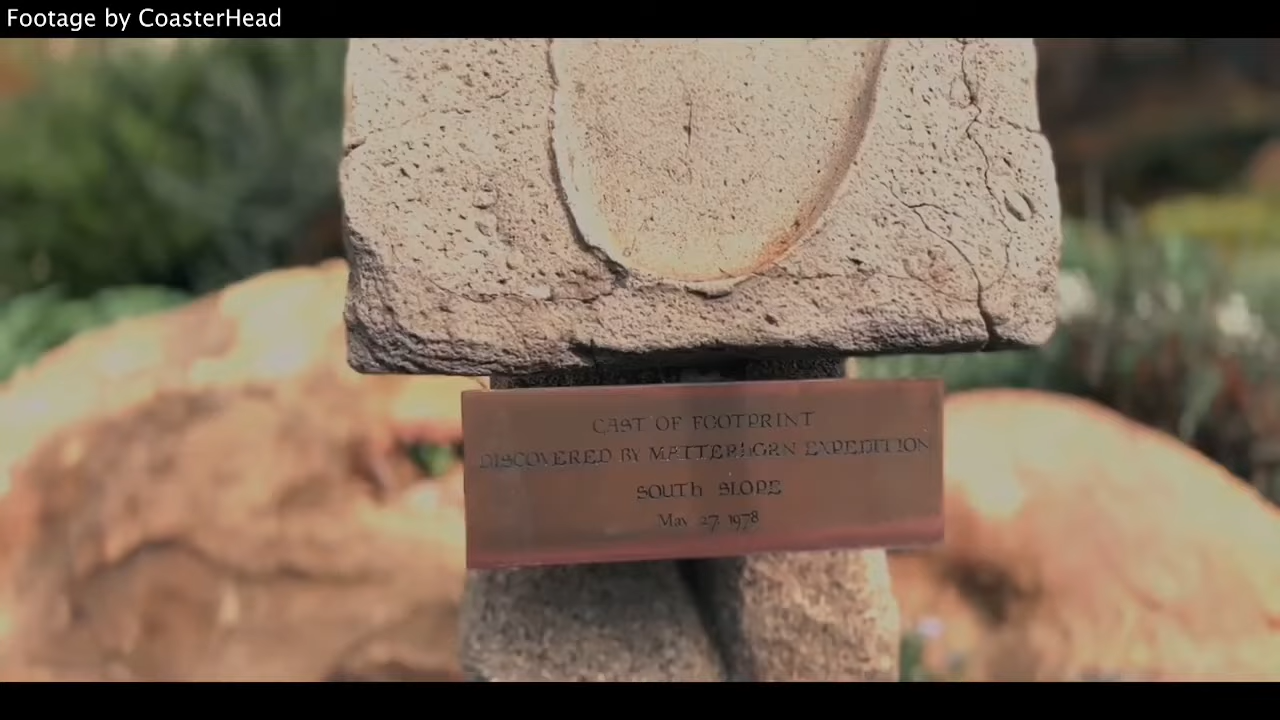 Footage by CoasterHead
CAST OF FOOTPRINT
DISCOVERED BY MATTERHORN EXPEDITION
SOUTH SLOPE
May 27, 1978